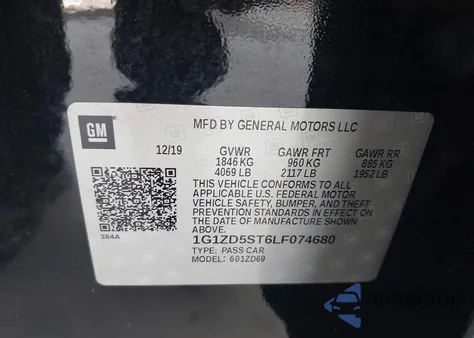 GM
MFD BY GENERAL MOTORS LLC
12/19 GVWR GAWR FRT GAWR RR
1846 KG 960 KG 885 KG
4069 LB 2117 LB 1952 LB
THIS VEHICLE CONFORMS TO ALL APPLICABLE
U.S. FEDERAL MOTOR
VEHICLE SAFETY, BUMPER, AND THEFT
PREVENTION STANDARDS IN EFFECT ON
THE DATE OF MANUFACTURE SHOWN
ABOVE.
384A
1G1ZD5ST6LF074680
TYPE: PASS CAR
MODEL: 601ZD69
AutoSnap